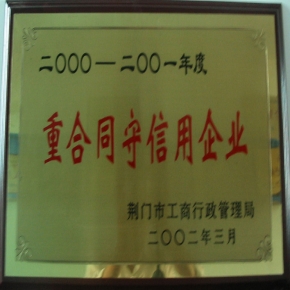 二〇〇〇—二〇〇一年度
重合同守信用企业
荆门市工商行政管理局
二〇〇二年三月